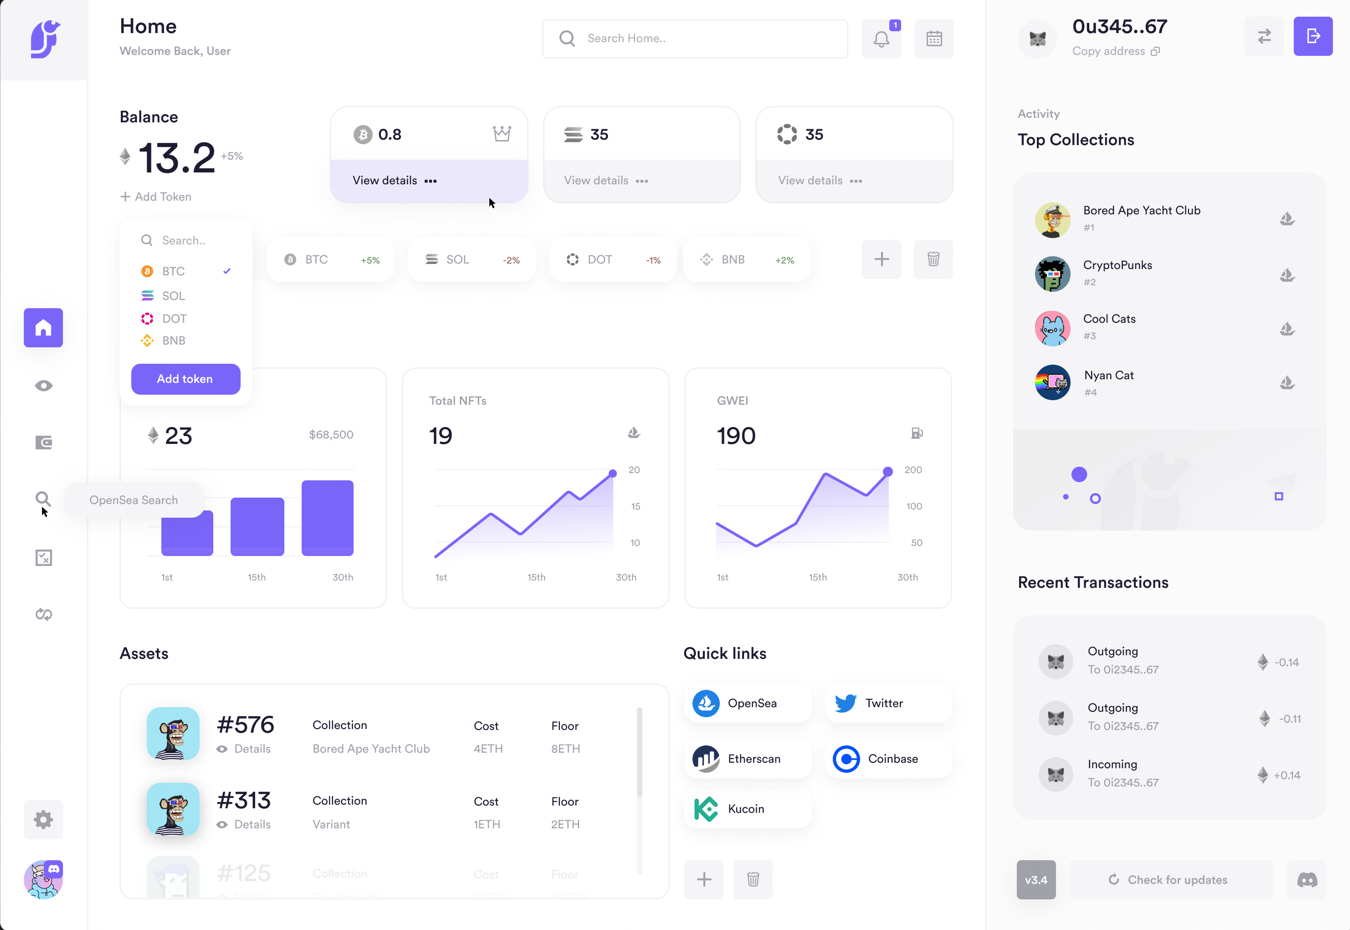 Home
Welcome Back, User
Search Home..
1
0u345..67
Copy address
Balance
13.2
+5%
+ Add Token
0.8
View details •••
35
View details •••
35
View details •••
Search..
BTC
SOL
DOT
BNB
Add token
BTC +5%
SOL -2%
DOT -1%
BNB +2%
23
$68,500
1st 15th 30th
OpenSea Search
Total NFTs
19
20
15
10
1st 15th 30th
GWEI
190
200
100
50
1st 15th 30th
Assets
#576
Details
Collection
Bored Ape Yacht Club
Cost
4ETH
Floor
8ETH
#313
Details
Collection
Variant
Cost
1ETH
Floor
2ETH
#125
Details
Collection
Cost
Floor
Quick links
OpenSea
Twitter
Etherscan
Coinbase
Kucoin
Activity
Top Collections
Bored Ape Yacht Club
#1
CryptoPunks
#2
Cool Cats
#3
Nyan Cat
#4
Recent Transactions
Outgoing
To 0i2345..67
-0.14
Outgoing
To 0i2345..67
-0.11
Incoming
To 0i2345..67
+0.14
v3.4
Check for updates